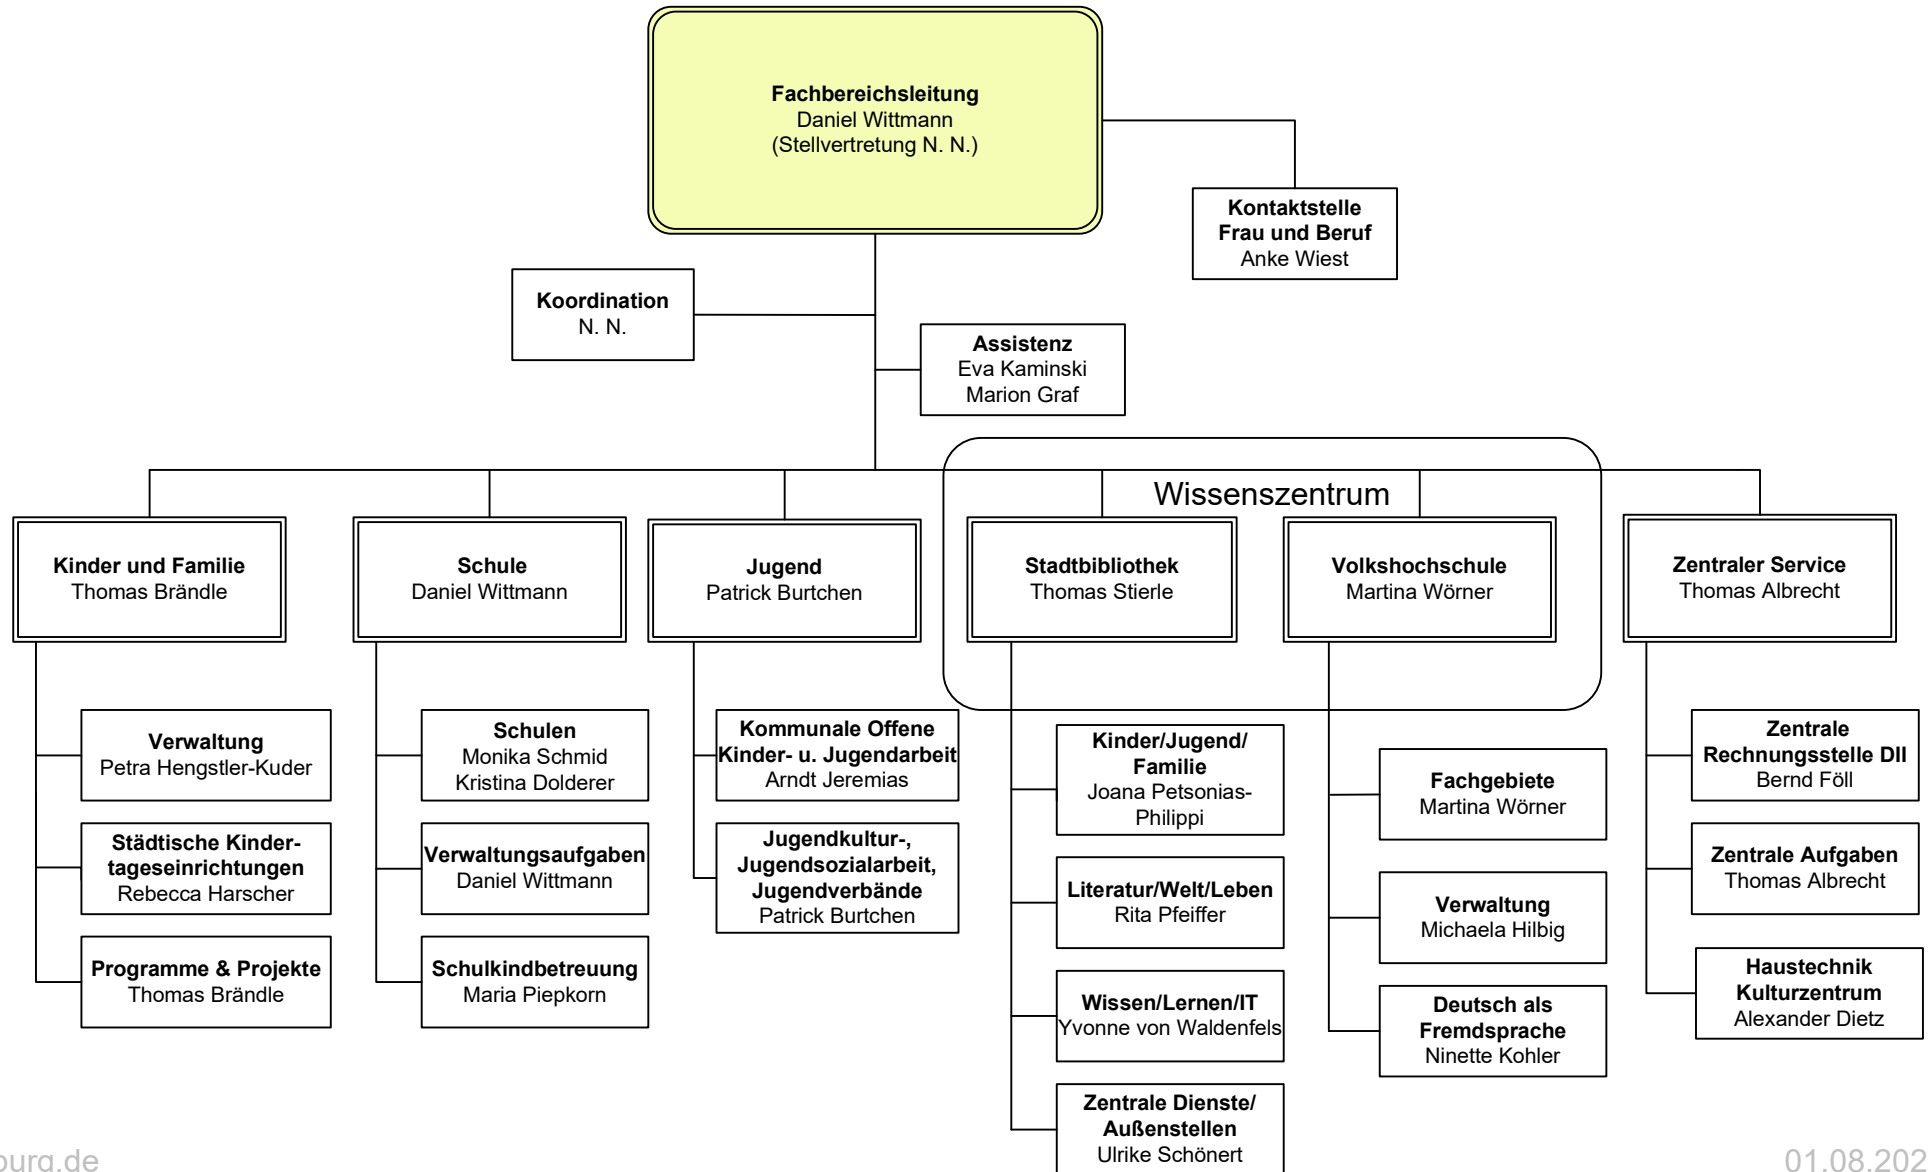 Fachbereichsleitung
Daniel Wittmann
(Stellvertretung N. N.)
Kontaktstelle
Frau und Beruf
Anke Wiest
Koordination
N. N.
Assistenz
Eva Kaminski
Marion Graf
Wissenszentrum
Kinder und Familie
Thomas Brändle
Schule
Daniel Wittmann
Jugend
Patrick Burtchen
Stadtbibliothek
Thomas Stierle
Volkshochschule
Martina Wörner
Zentraler Service
Thomas Albrecht
Verwaltung
Petra Hengstler-Kuder
Städtische Kinder-
tageseinrichtungen
Rebecca Harscher
Programme & Projekte
Thomas Brändle
Schulen
Monika Schmid
Kristina Dolderer
Verwaltungsaufgaben
Daniel Wittmann
Schulkindbetreuung
Maria Piepkorn
Kommunale Offene
Kinder- u. Jugendarbeit
Arndt Jeremias
Jugendkultur-,
Jugendsozialarbeit,
Jugendverbände
Patrick Burtchen
Kinder/Jugend/
Familie
Joana Petsonias-
Philippi
Literatur/Welt/Leben
Rita Pfeiffer
Wissen/Lernen/IT
Yvonne von Waldenfels
Zentrale Dienste/
Außenstellen
Ulrike Schönert
Fachgebiete
Martina Wörner
Verwaltung
Michaela Hilbig
Deutsch als
Fremdsprache
Ninette Kohler
Zentrale
Rechnungsstelle DII
Bernd Föll
Zentrale Aufgaben
Thomas Albrecht
Haustechnik
Kulturzentrum
Alexander Dietz
burg.de
01.08.202